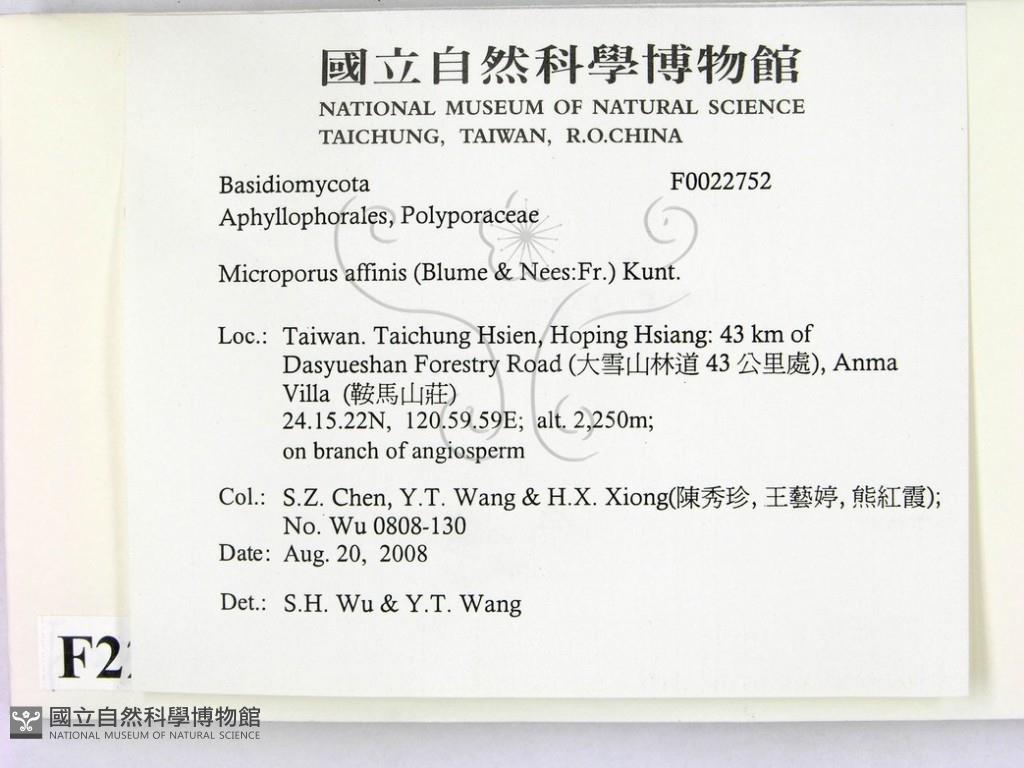 國立自然科學博物館
NATIONAL MUSEUM OF NATURAL SCIENCE
TAICHUNG, TAIWAN, R.O.CHINA
Basidiomycota F0022752
Aphyllophorales, Polyporaceae
Microporus affinis (Blume & Nees:Fr.) Kunt.
Loc.: Taiwan. Taichung Hsien, Hoping Hsiang: 43 km of
Dasyueshan Forestry Road (大雪山林道 43 公里處), Anma
Villa (鞍馬山莊)
24.15.22N, 120.59.59E; alt. 2,250m;
on branch of angiosperm
Col.: S.Z. Chen, Y.T. Wang & H.X. Xiong(陳秀珍, 王藝婷, 熊紅霞);
No. Wu 0808-130
Date: Aug. 20, 2008
Det.: S.H. Wu & Y.T. Wang
F22
國立自然科學博物館
NATIONAL MUSEUM OF NATURAL SCIENCE